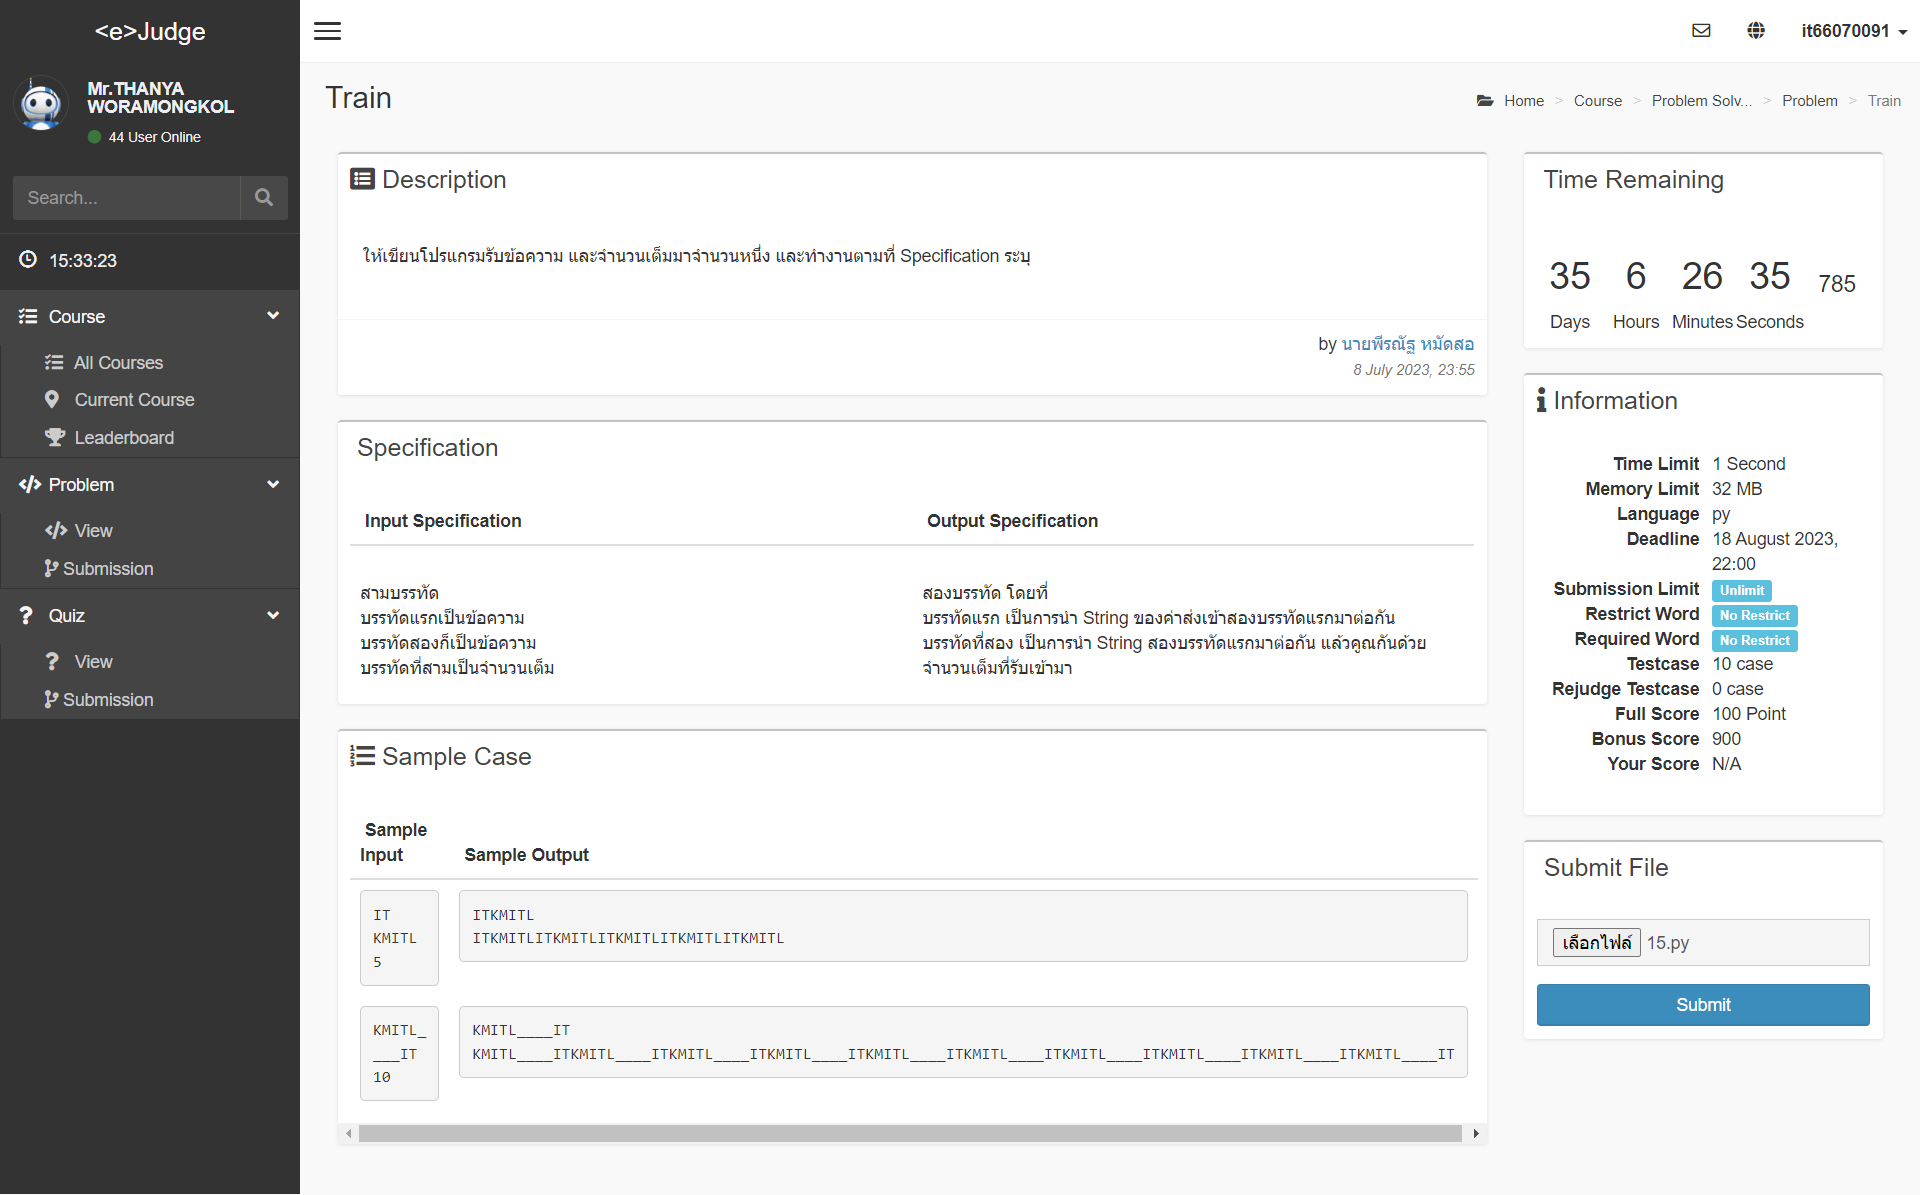 <e>Judge
Mr.THANYA
WORAMONGKOL
44 User Online
Search...
15:33:23
Course
All Courses
Current Course
Leaderboard
Problem
View
Submission
Quiz
View
Submission
it66070091
Train
Home > Course > Problem Solv... > Problem > Train
Description
ให้เขียนโปรแกรมรับข้อความ และจำนวนเต็มมาจำนวนหนึ่ง และทำงานตามที่ Specification ระบุ
by นายพีรณัฐ หมัดสอ
8 July 2023, 23:55
Specification
Input Specification
Output Specification
สามบรรทัด
บรรทัดแรกเป็นข้อความ
บรรทัดสองก็เป็นข้อความ
บรรทัดที่สามเป็นจำนวนเต็ม
สองบรรทัด โดยที่
บรรทัดแรก เป็นการนำ String ของค่าส่งเข้าสองบรรทัดแรกมาต่อกัน
บรรทัดที่สอง เป็นการนำ String สองบรรทัดแรกมาต่อกัน แล้วคูณกันด้วย
จำนวนเต็มที่รับเข้ามา
Sample Case
Sample
Input
Sample Output
IT
KMITL
5
ITKMITL
ITKMITLITKMITLITKMITLITKMITLITKMITL
KMITL_
___IT
10
KMITL____IT
KMITL____ITKMITL____ITKMITL____ITKMITL____ITKMITL____ITKMITL____ITKMITL____ITKMITL____ITKMITL____ITKMITL____IT
Time Remaining
35 6 26 35 785
Days Hours Minutes Seconds
Information
Time Limit 1 Second
Memory Limit 32 MB
Language py
Deadline 18 August 2023,
22:00
Submission Limit Unlimit
Restrict Word No Restrict
Required Word No Restrict
Testcase 10 case
Rejudge Testcase 0 case
Full Score 100 Point
Bonus Score 900
Your Score N/A
Submit File
เลือกไฟล์ 15.py
Submit